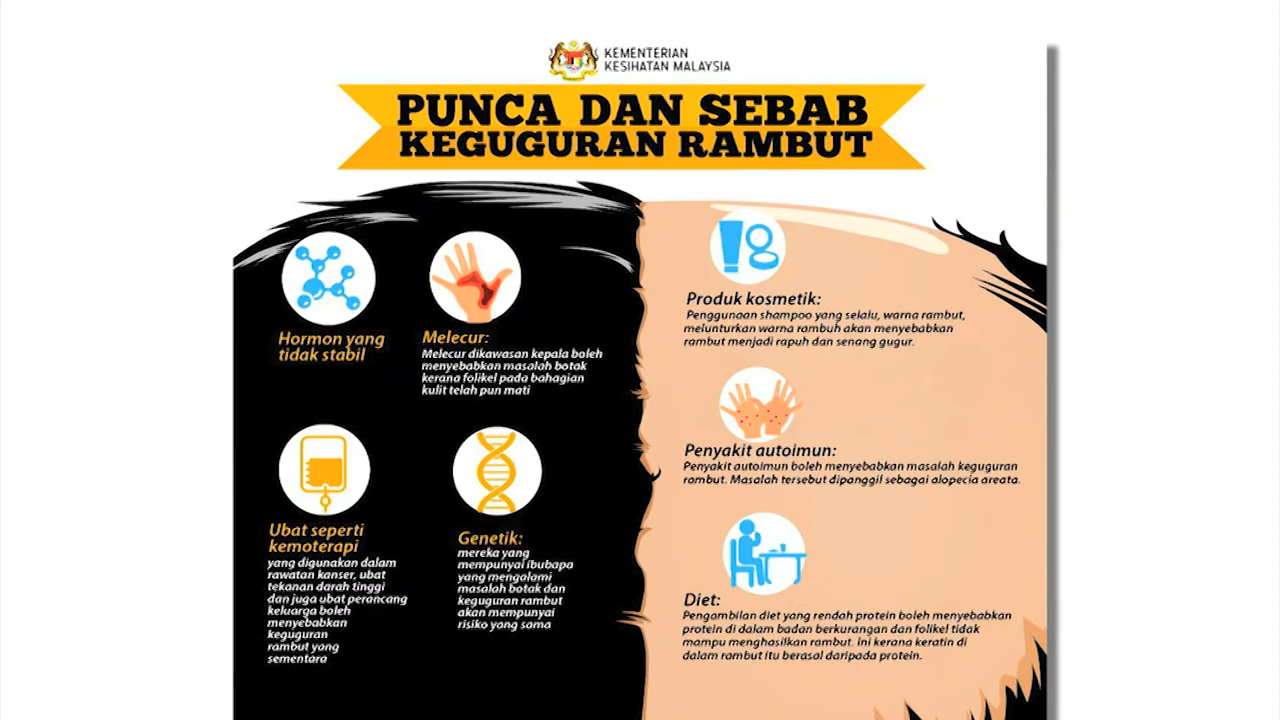 KEMENTERIAN
KESIHATAN MALAYSIA
PUNCA DAN SEBAB
KEGUGURAN RAMBUT
Hormon yang
tidak stabil
Melecur:
Melecur dikawasan kepala boleh
menyebabkan masalah botak
kerana folikel pada bahagian
kulit telah pun mati
Ubat seperti
kemoterapi
yang digunakan dalam
rawatan kanser, ubat
tekanan darah tinggi
dan juga ubat perancang
keluarga boleh
menyebabkan
keguguran
rambut yang
sementara
Genetik:
mereka yang
mempunyai ibubapa
yang mengalami
masalah botak dan
keguguran rambut
akan mempunyai
risiko yang sama
Produk kosmetik:
Penggunaan shampoo yang selalu, warna rambut,
melunturkan warna rambuh akan menyebabkan
rambut menjadi rapuh dan senang gugur.
Penyakit autoimun:
Penyakit autoimun boleh menyebabkan masalah keguguran
rambut. Masalah tersebut dipanggil sebagai alopecia areata.
Diet:
Pengambilan diet yang rendah protein boleh menyebabkan
protein di dalam badan berkurangan dan folikel tidak
mampu menghasilkan rambut. Ini kerana keratin di
dalam rambut itu berasal daripada protein.